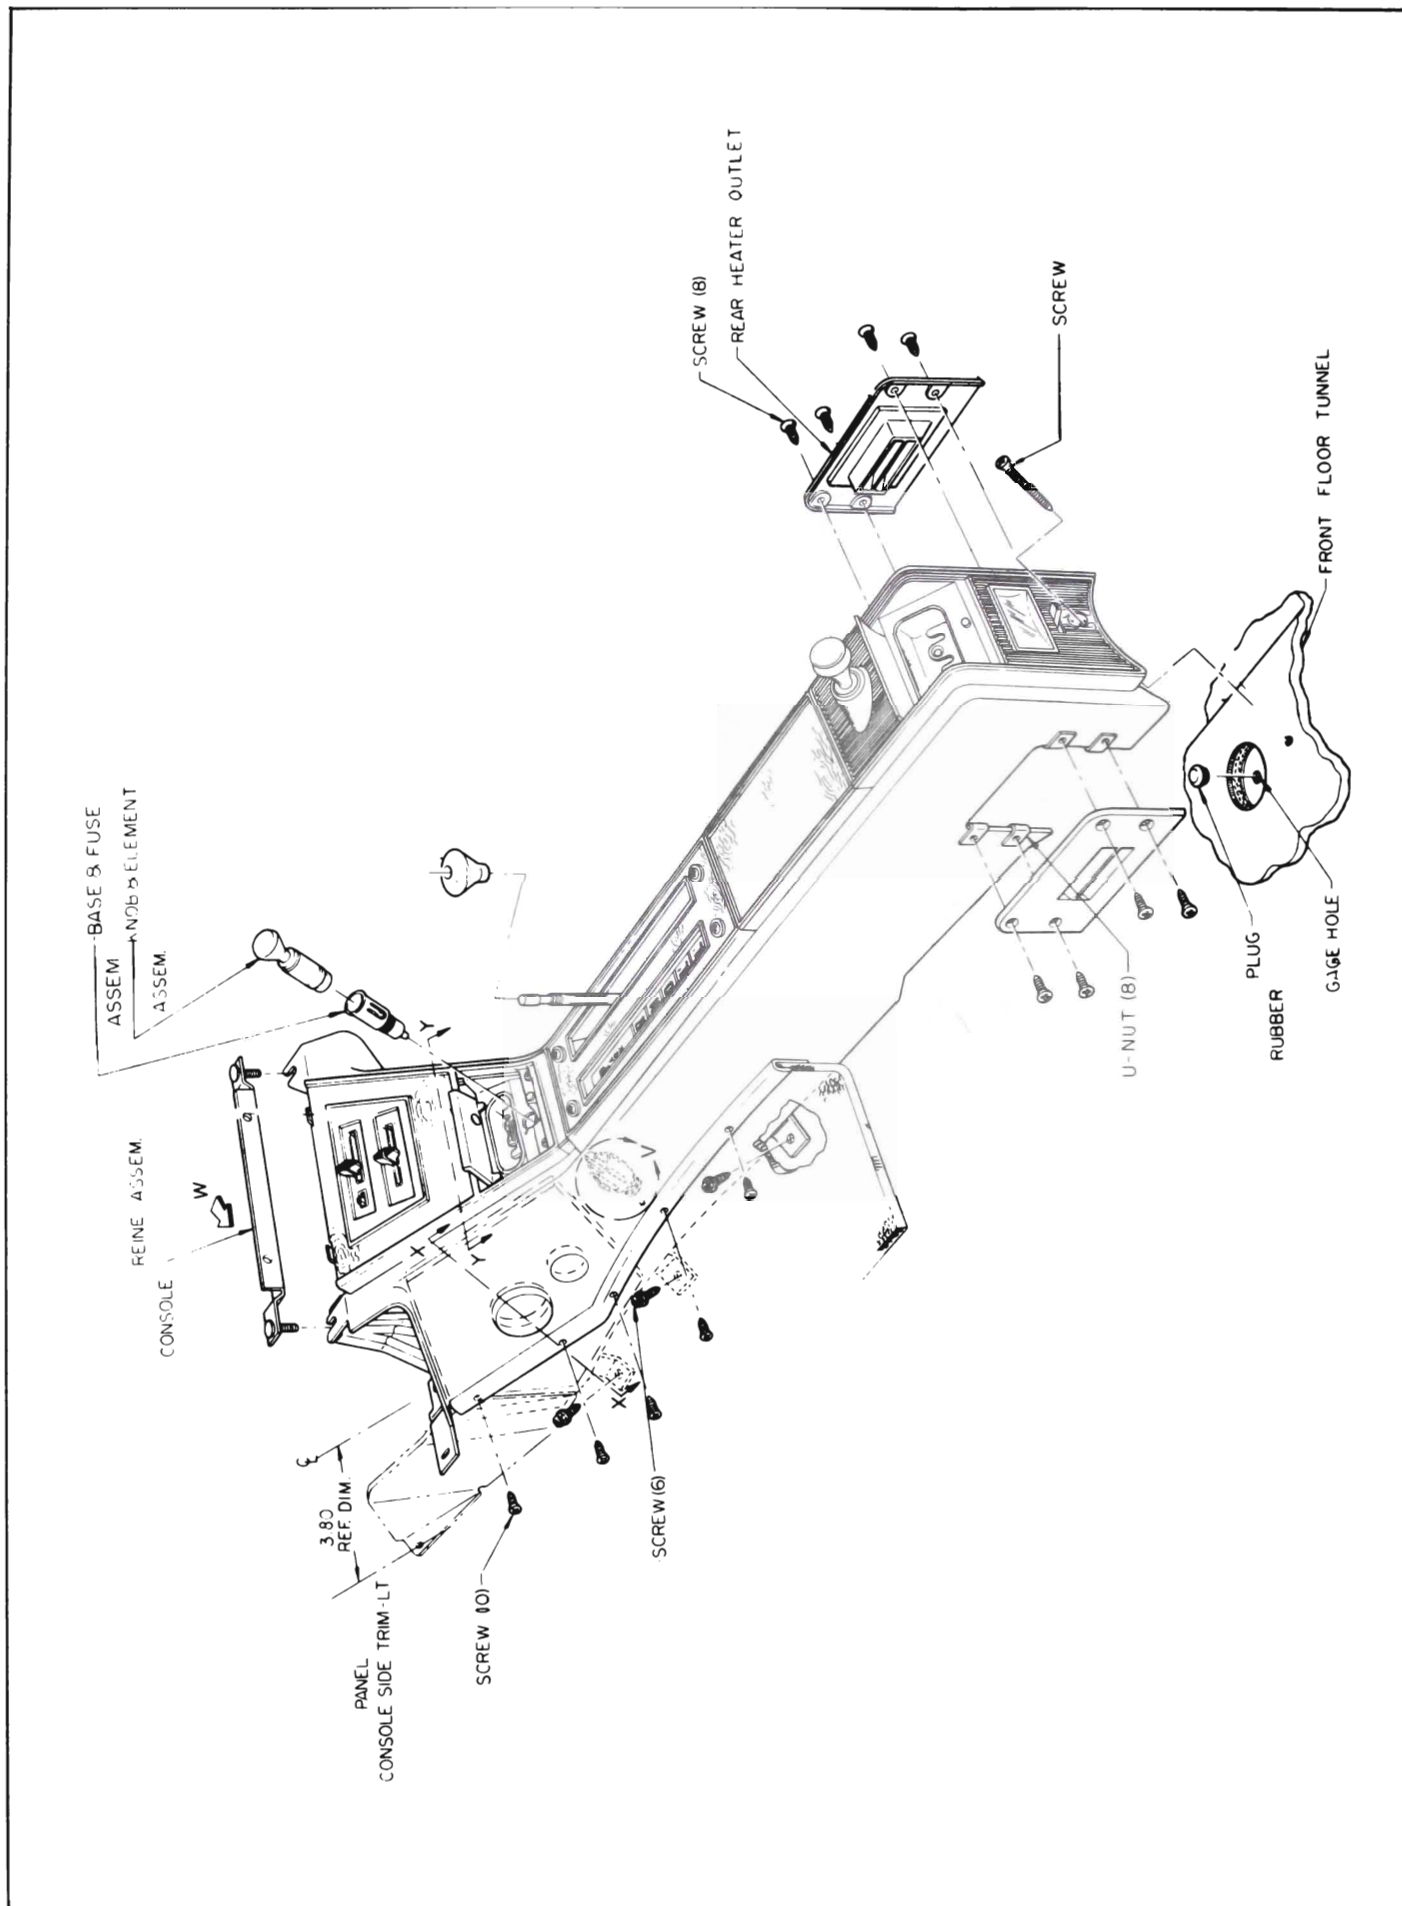 BASE & FUSE
ASSEM
KNOB & ELEMENT
ASSEM.
REINE ASSEM.
CONSOLE
W
Y
Y
X
X
V
℄
3.80
REF. DIM.
PANEL
CONSOLE SIDE TRIM-LT
SCREW (10)
SCREW (6)
SCREW (8)
REAR HEATER OUTLET
SCREW
U-NUT (8)
PLUG
RUBBER
GAGE HOLE
FRONT FLOOR TUNNEL